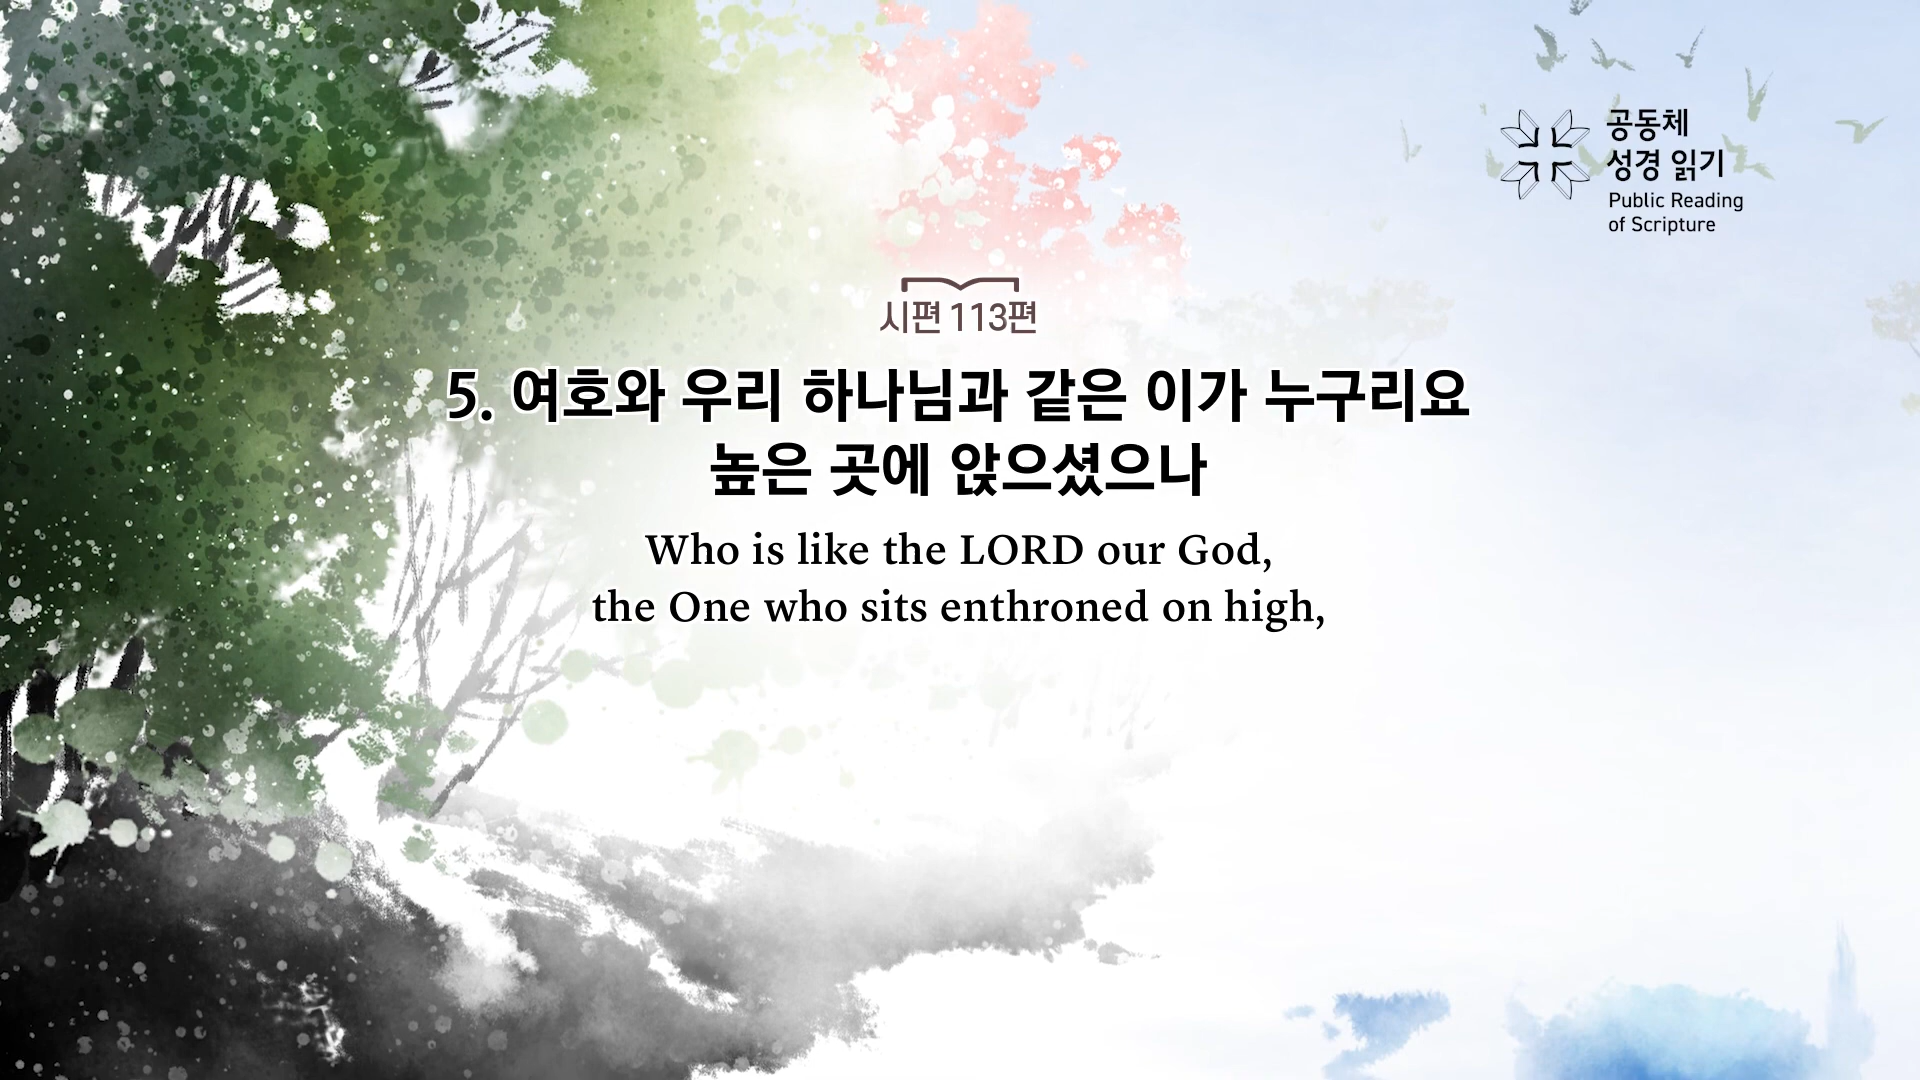 공동체
성경 읽기
Public Reading
of Scripture
시편 113편
5. 여호와 우리 하나님과 같은 이가 누구리요
높은 곳에 앉으셨으나
Who is like the LORD our God,
the One who sits enthroned on high,